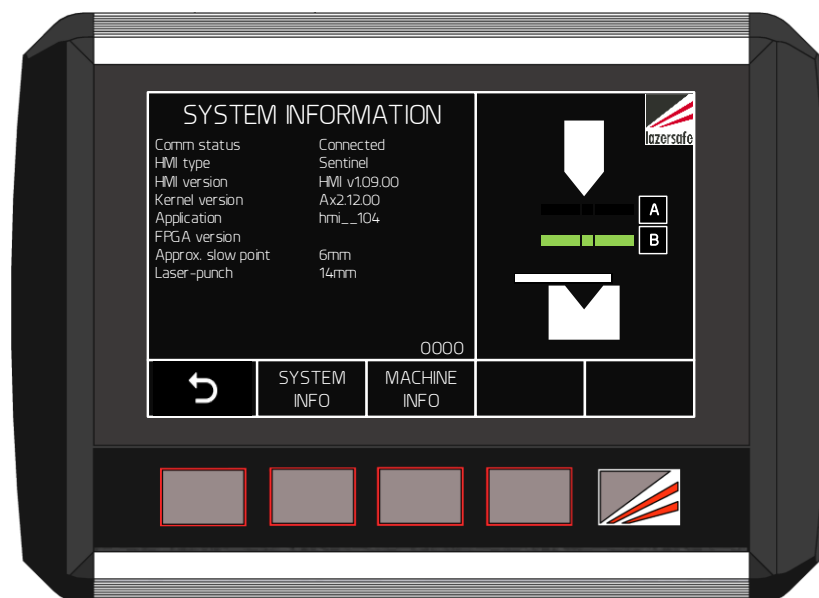 SYSTEM INFORMATION
Comm status Connected
HMI type Sentinel
HMI version HMI v1.09.00
Kernel version Ax2.12.00
Application hmi__104
FPGA version
Approx. slow point 6mm
Laser-punch 14mm
0000
lazersafe
A
B
SYSTEM
INFO
MACHINE
INFO